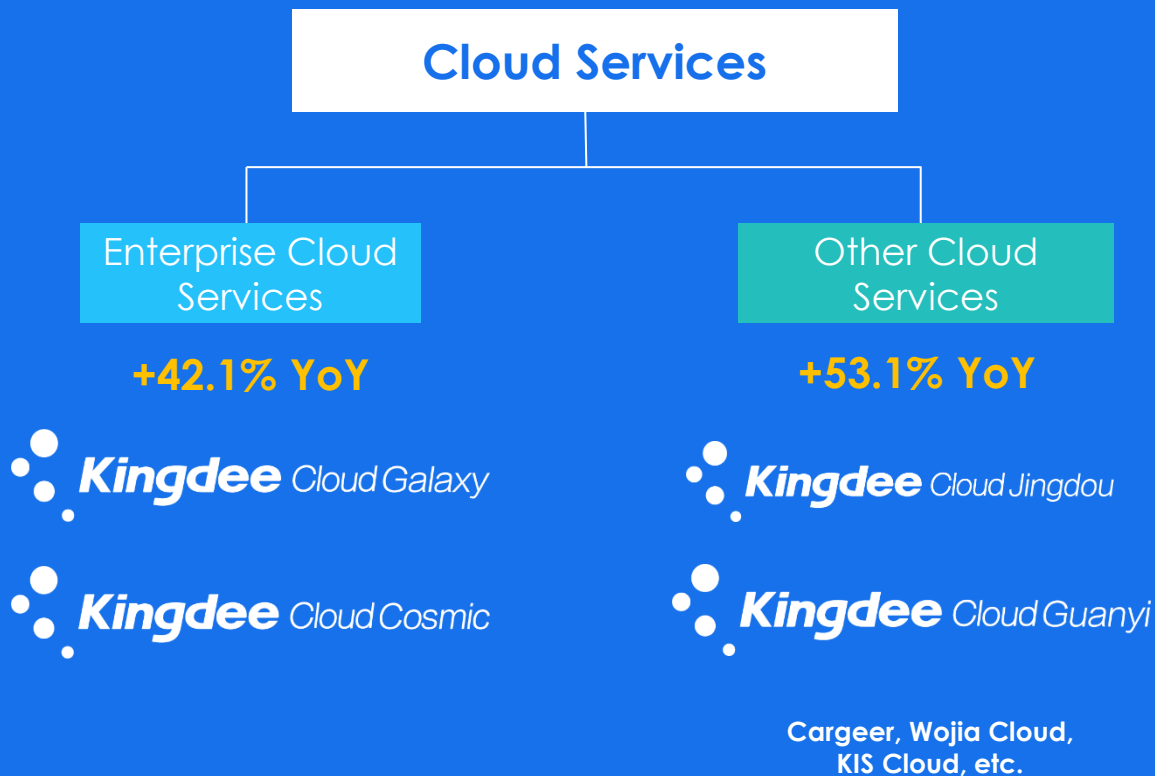 Cloud Services
Enterprise Cloud
Services
+42.1% YoY
Kingdee Cloud Galaxy
Kingdee Cloud Cosmic
Other Cloud
Services
+53.1% YoY
Kingdee Cloud Jingdou
Kingdee Cloud Guanyi
Cargeer, Wojia Cloud,
KIS Cloud, etc.